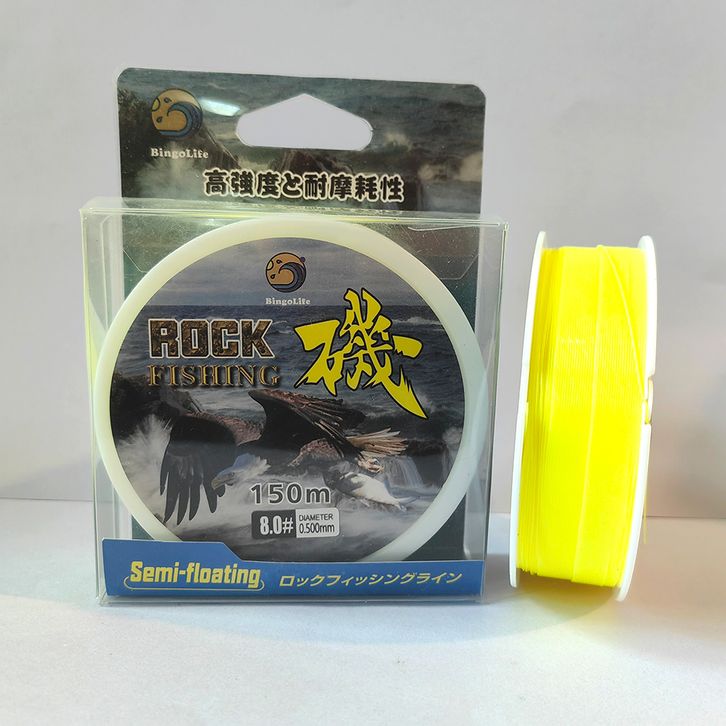 BingoLife
高強度と耐摩耗性
BingoLife
ROCK
FISHING
磯
150m
8.0# DIAMETER 0.500mm
Semi-floating ロックフィッシングライン